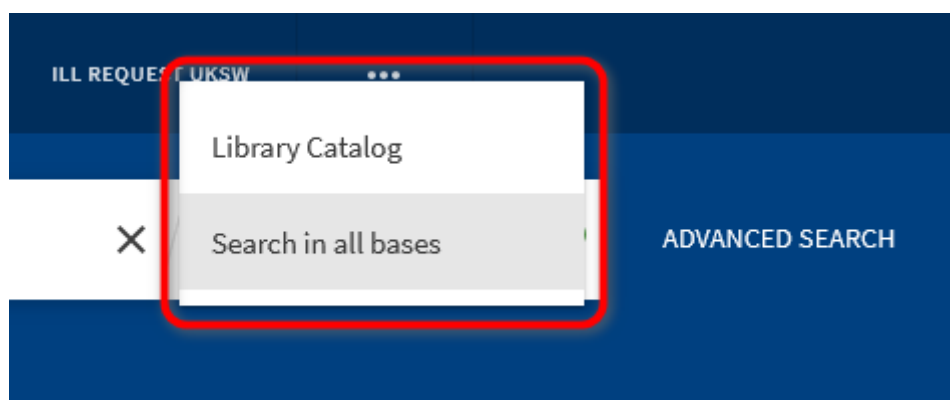 ILL REQUEST UKSW
Library Catalog
Search in all bases
ADVANCED SEARCH